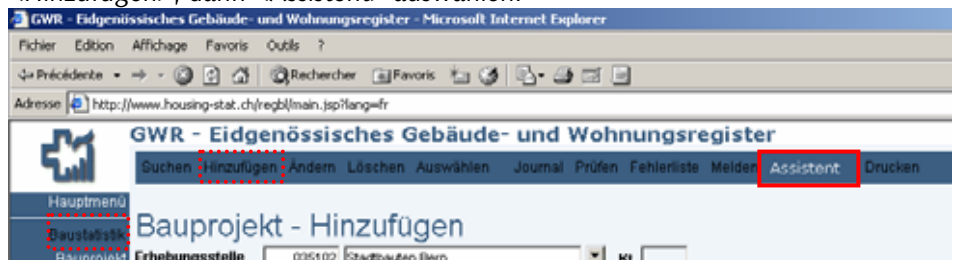 «Hinzufügen», dann «Assistent» auswählen.
GWR - Eidgenössisches Gebäude- und Wohnungsregister - Microsoft Internet Explorer
Fichier Edition Affichage Favoris Outils ?
Précédente Rechercher Favoris
Adresse http://www.housing-stat.ch/regbl/main.jsp?lang=fr
GWR - Eidgenössisches Gebäude- und Wohnungsregister
Suchen Hinzufügen Ändern Löschen Auswählen Journal Prüfen Fehlerliste Melden Assistent Drucken
Hauptmenü
Baustatistik
Bauprojekt - Hinzufügen
Bauprojekt
Erhebungsstelle 035102 Stadtbauten Bern Kt